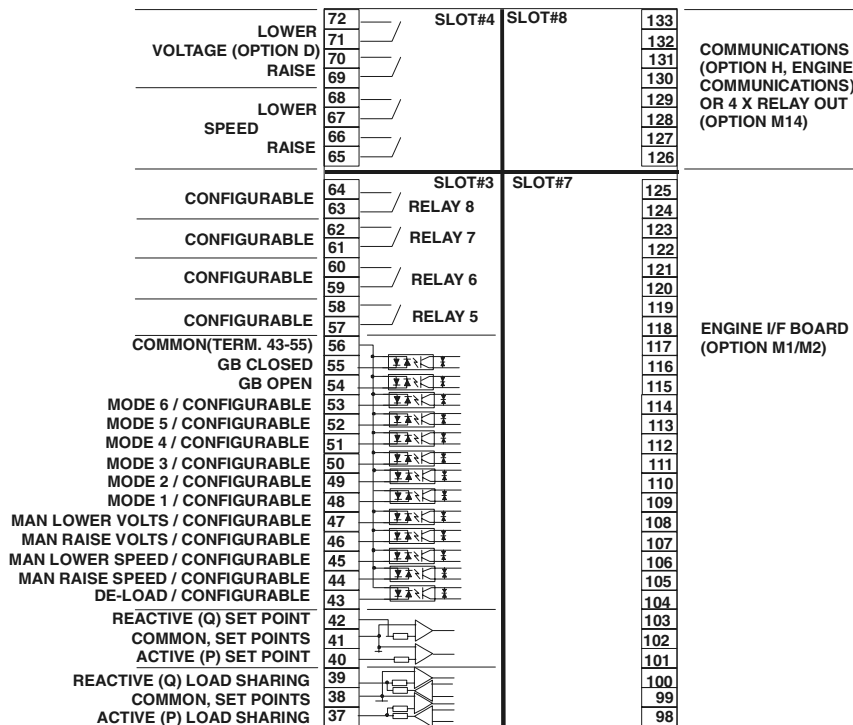 72 SLOT#4 SLOT#8 133
LOWER
71 132
VOLTAGE (OPTION D)
70 131
RAISE
69 130
COMMUNICATIONS
(OPTION H, ENGINE
COMMUNICATIONS)
OR 4 X RELAY OUT
(OPTION M14)
68 129
LOWER
67 128
SPEED
66 127
RAISE
65 126
SLOT#3 SLOT#7
64 125
CONFIGURABLE RELAY 8
63 124
62 123
CONFIGURABLE RELAY 7
61 122
60 121
CONFIGURABLE RELAY 6
59 120
58 119
CONFIGURABLE RELAY 5
57 118
ENGINE I/F BOARD
(OPTION M1/M2)
COMMON(TERM. 43-55) 56 117
GB CLOSED 55 116
GB OPEN 54 115
MODE 6 / CONFIGURABLE 53 114
MODE 5 / CONFIGURABLE 52 113
MODE 4 / CONFIGURABLE 51 112
MODE 3 / CONFIGURABLE 50 111
MODE 2 / CONFIGURABLE 49 110
MODE 1 / CONFIGURABLE 48 109
MAN LOWER VOLTS / CONFIGURABLE 47 108
MAN RAISE VOLTS / CONFIGURABLE 46 107
MAN LOWER SPEED / CONFIGURABLE 45 106
MAN RAISE SPEED / CONFIGURABLE 44 105
DE-LOAD / CONFIGURABLE 43 104
REACTIVE (Q) SET POINT 42 103
COMMON, SET POINTS 41 102
ACTIVE (P) SET POINT 40 101
REACTIVE (Q) LOAD SHARING 39 100
COMMON, SET POINTS 38 99
ACTIVE (P) LOAD SHARING 37 98